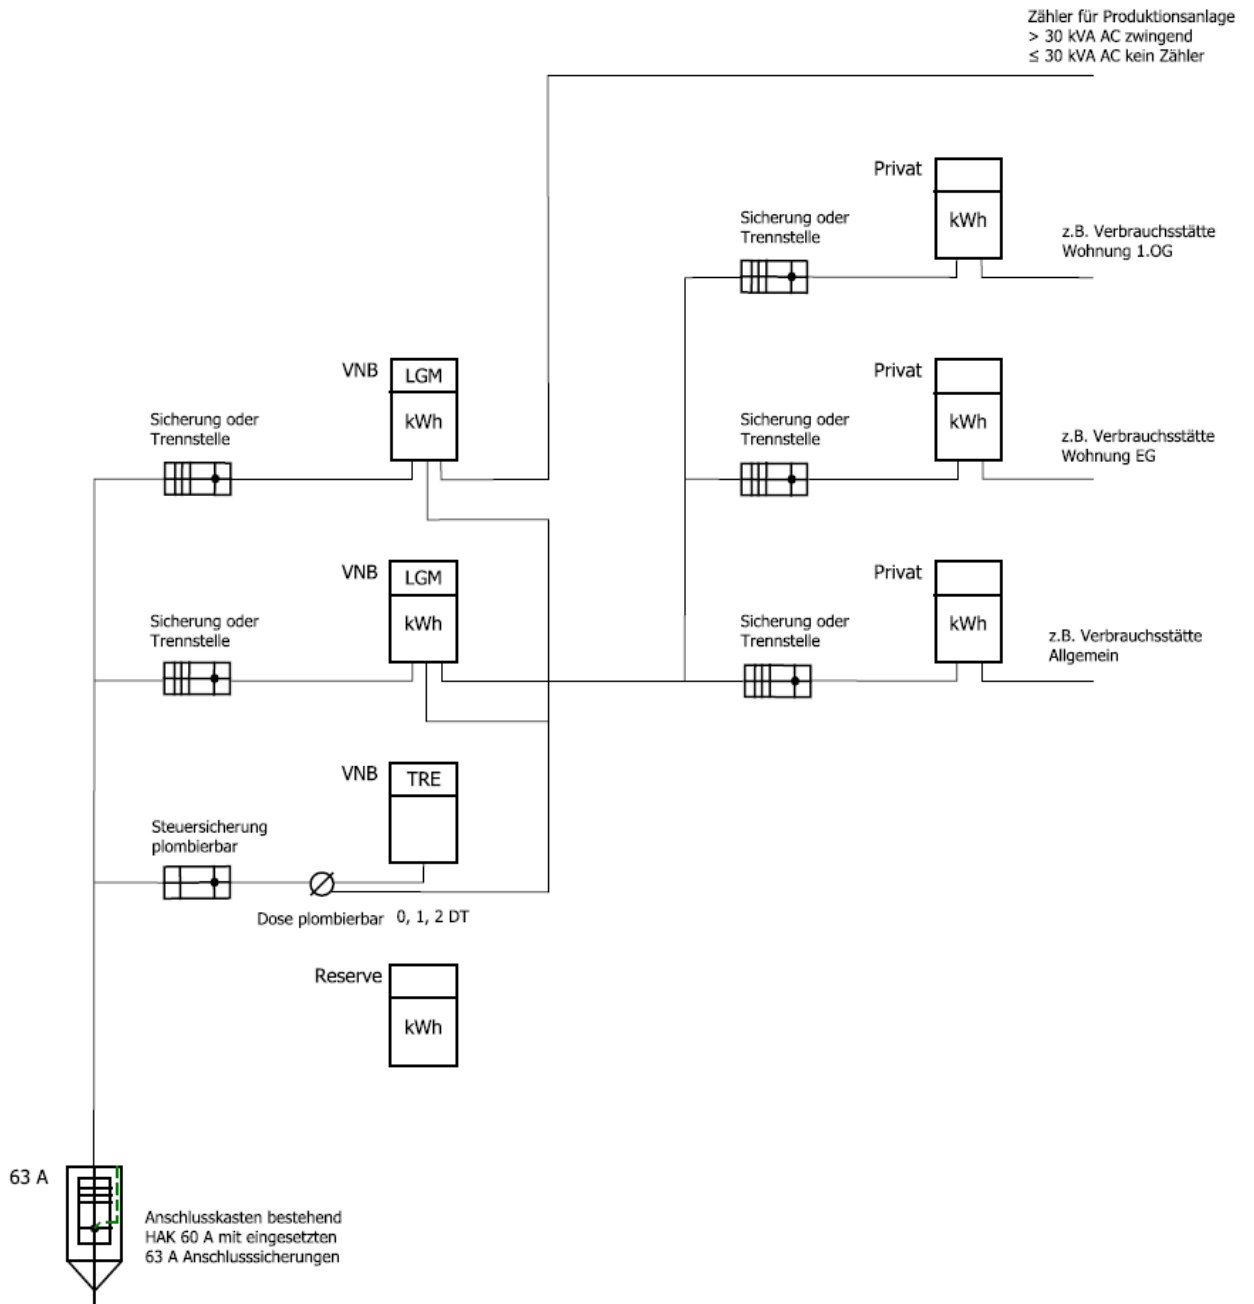 Zähler für Produktionsanlage
> 30 kVA AC zwingend
≤ 30 kVA AC kein Zähler
Privat
kWh
Sicherung oder
Trennstelle
z.B. Verbrauchsstätte
Wohnung 1.OG
VNB
LGM
kWh
Sicherung oder
Trennstelle
Privat
kWh
Sicherung oder
Trennstelle
z.B. Verbrauchsstätte
Wohnung EG
VNB
LGM
kWh
Sicherung oder
Trennstelle
Privat
kWh
Sicherung oder
Trennstelle
z.B. Verbrauchsstätte
Allgemein
VNB
TRE
Steuersicherung
plombierbar
Dose plombierbar
0, 1, 2 DT
Reserve
kWh
63 A
Anschlusskasten bestehend
HAK 60 A mit eingesetzten
63 A Anschlusssicherungen